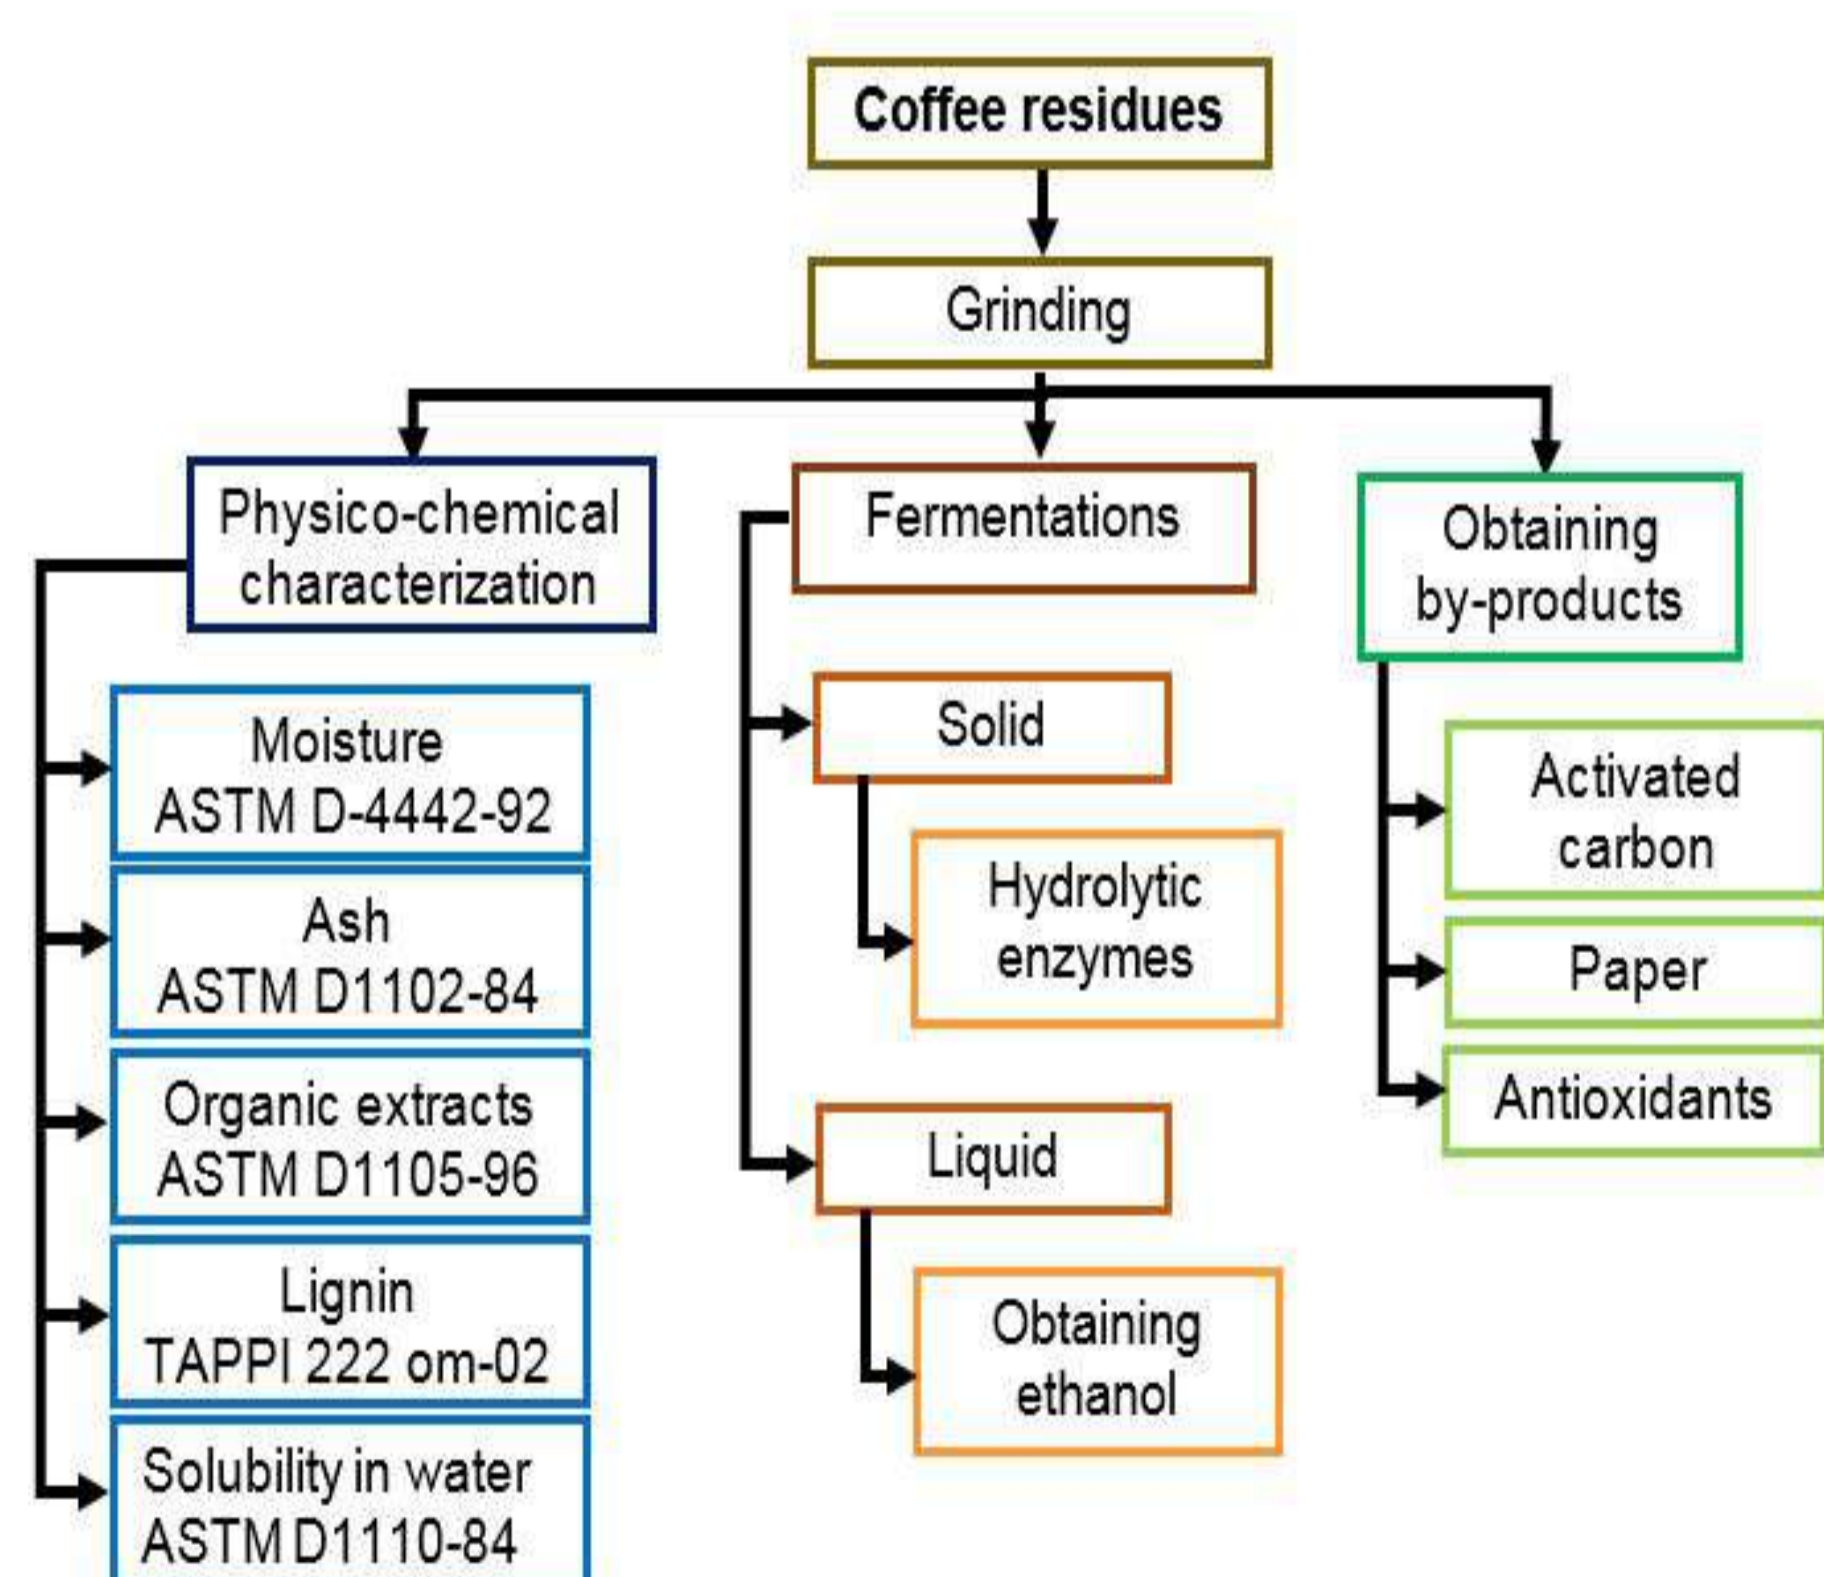 Coffee residues
Grinding
Physico-chemical
characterization
Moisture
ASTM D-4442-92
Ash
ASTM D1102-84
Organic extracts
ASTM D1105-96
Lignin
TAPPI 222 om-02
Solubility in water
ASTM D1110-84
Fermentations
Solid
Hydrolytic
enzymes
Liquid
Obtaining
ethanol
Obtaining
by-products
Activated
carbon
Paper
Antioxidants